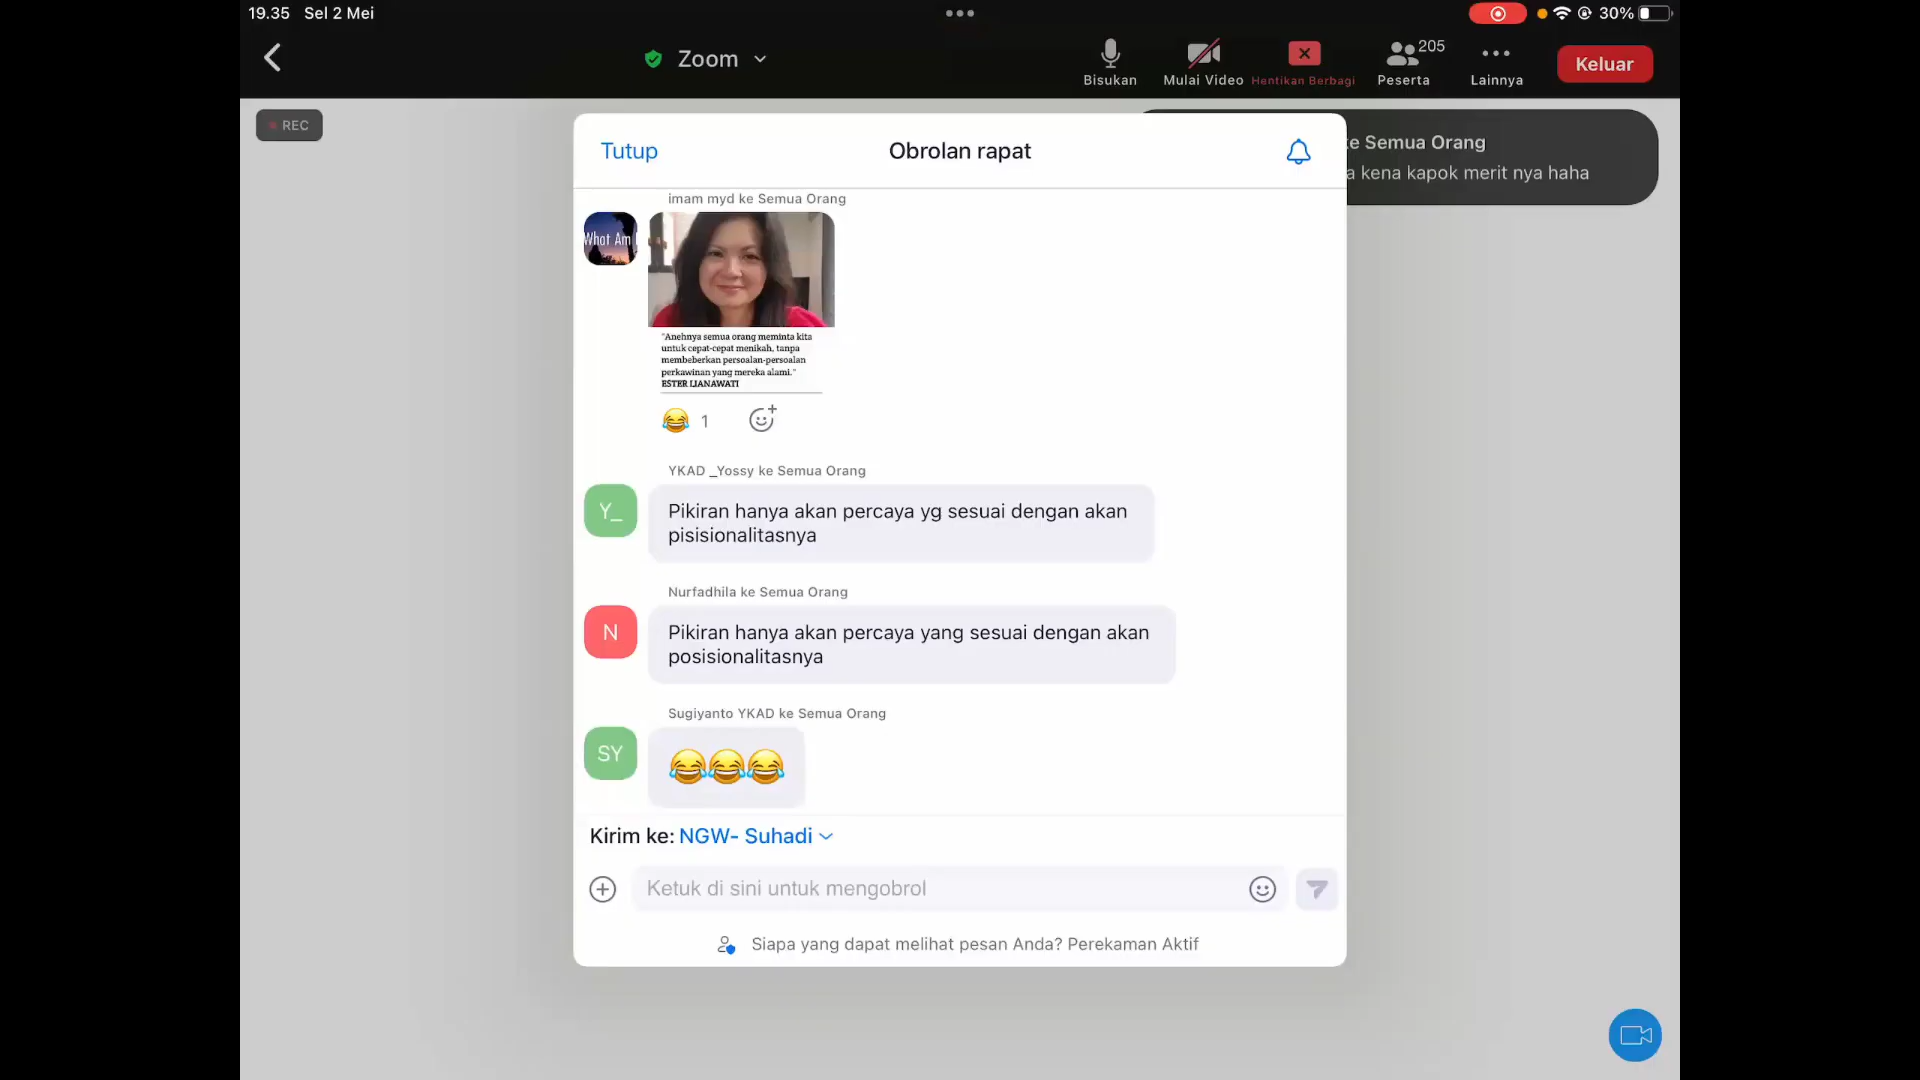 19.35 Sel 2 Mei
30%
Zoom
Bisukan
Mulai Video
Hentikan Berbagi
205
Peserta
Lainnya
Keluar
REC
Tutup
Obrolan rapat
ke Semua Orang
a kena kapok merit nya haha
imam myd ke Semua Orang
What Am I
"Anehnya semua orang meminta kita
untuk cepat-cepat menikah, tanpa
membeberkan persoalan-persoalan
perkawinan yang mereka alami."
ESTER LIANAWATI
1
YKAD _Yossy ke Semua Orang
Y_
Pikiran hanya akan percaya yg sesuai dengan akan
pisisionalitasnya
Nurfadhila ke Semua Orang
N
Pikiran hanya akan percaya yang sesuai dengan akan
posisionalitasnya
Sugiyanto YKAD ke Semua Orang
SY
😂😂😂
Kirim ke: NGW- Suhadi
Ketuk di sini untuk mengobrol
Siapa yang dapat melihat pesan Anda? Perekaman Aktif